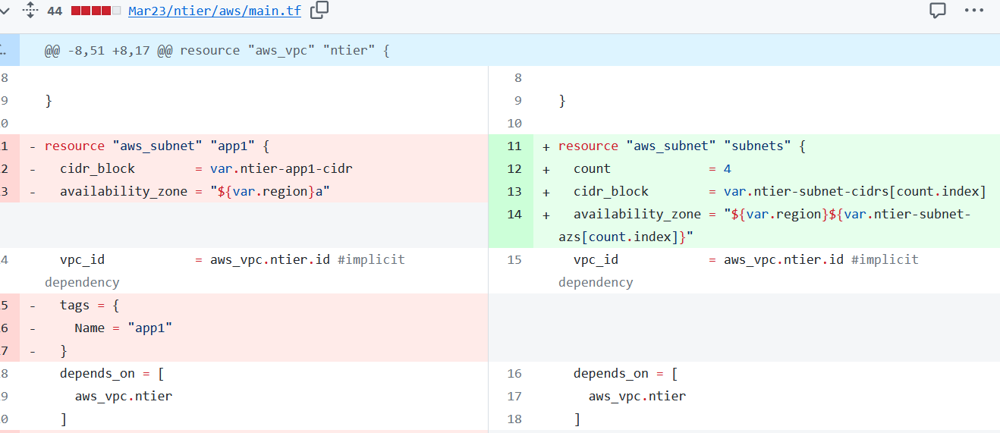 44 Mar23/ntier/aws/main.tf
@@ -8,51 +8,17 @@ resource "aws_vpc" "ntier" {
8 8
9 } 9 }
0 10
1 - resource "aws_subnet" "app1" { 11 + resource "aws_subnet" "subnets" {
2 - cidr_block = var.ntier-app1-cidr 12 + count = 4
3 - availability_zone = "${var.region}a" 13 + cidr_block = var.ntier-subnet-cidrs[count.index]
14 + availability_zone = "${var.region}${var.ntier-subnet-
azs[count.index]}"
4 vpc_id = aws_vpc.ntier.id #implicit 15 vpc_id = aws_vpc.ntier.id #implicit
dependency dependency
5 - tags = {
6 - Name = "app1"
7 - }
8 depends_on = [ 16 depends_on = [
9 aws_vpc.ntier 17 aws_vpc.ntier
0 ] 18 ]